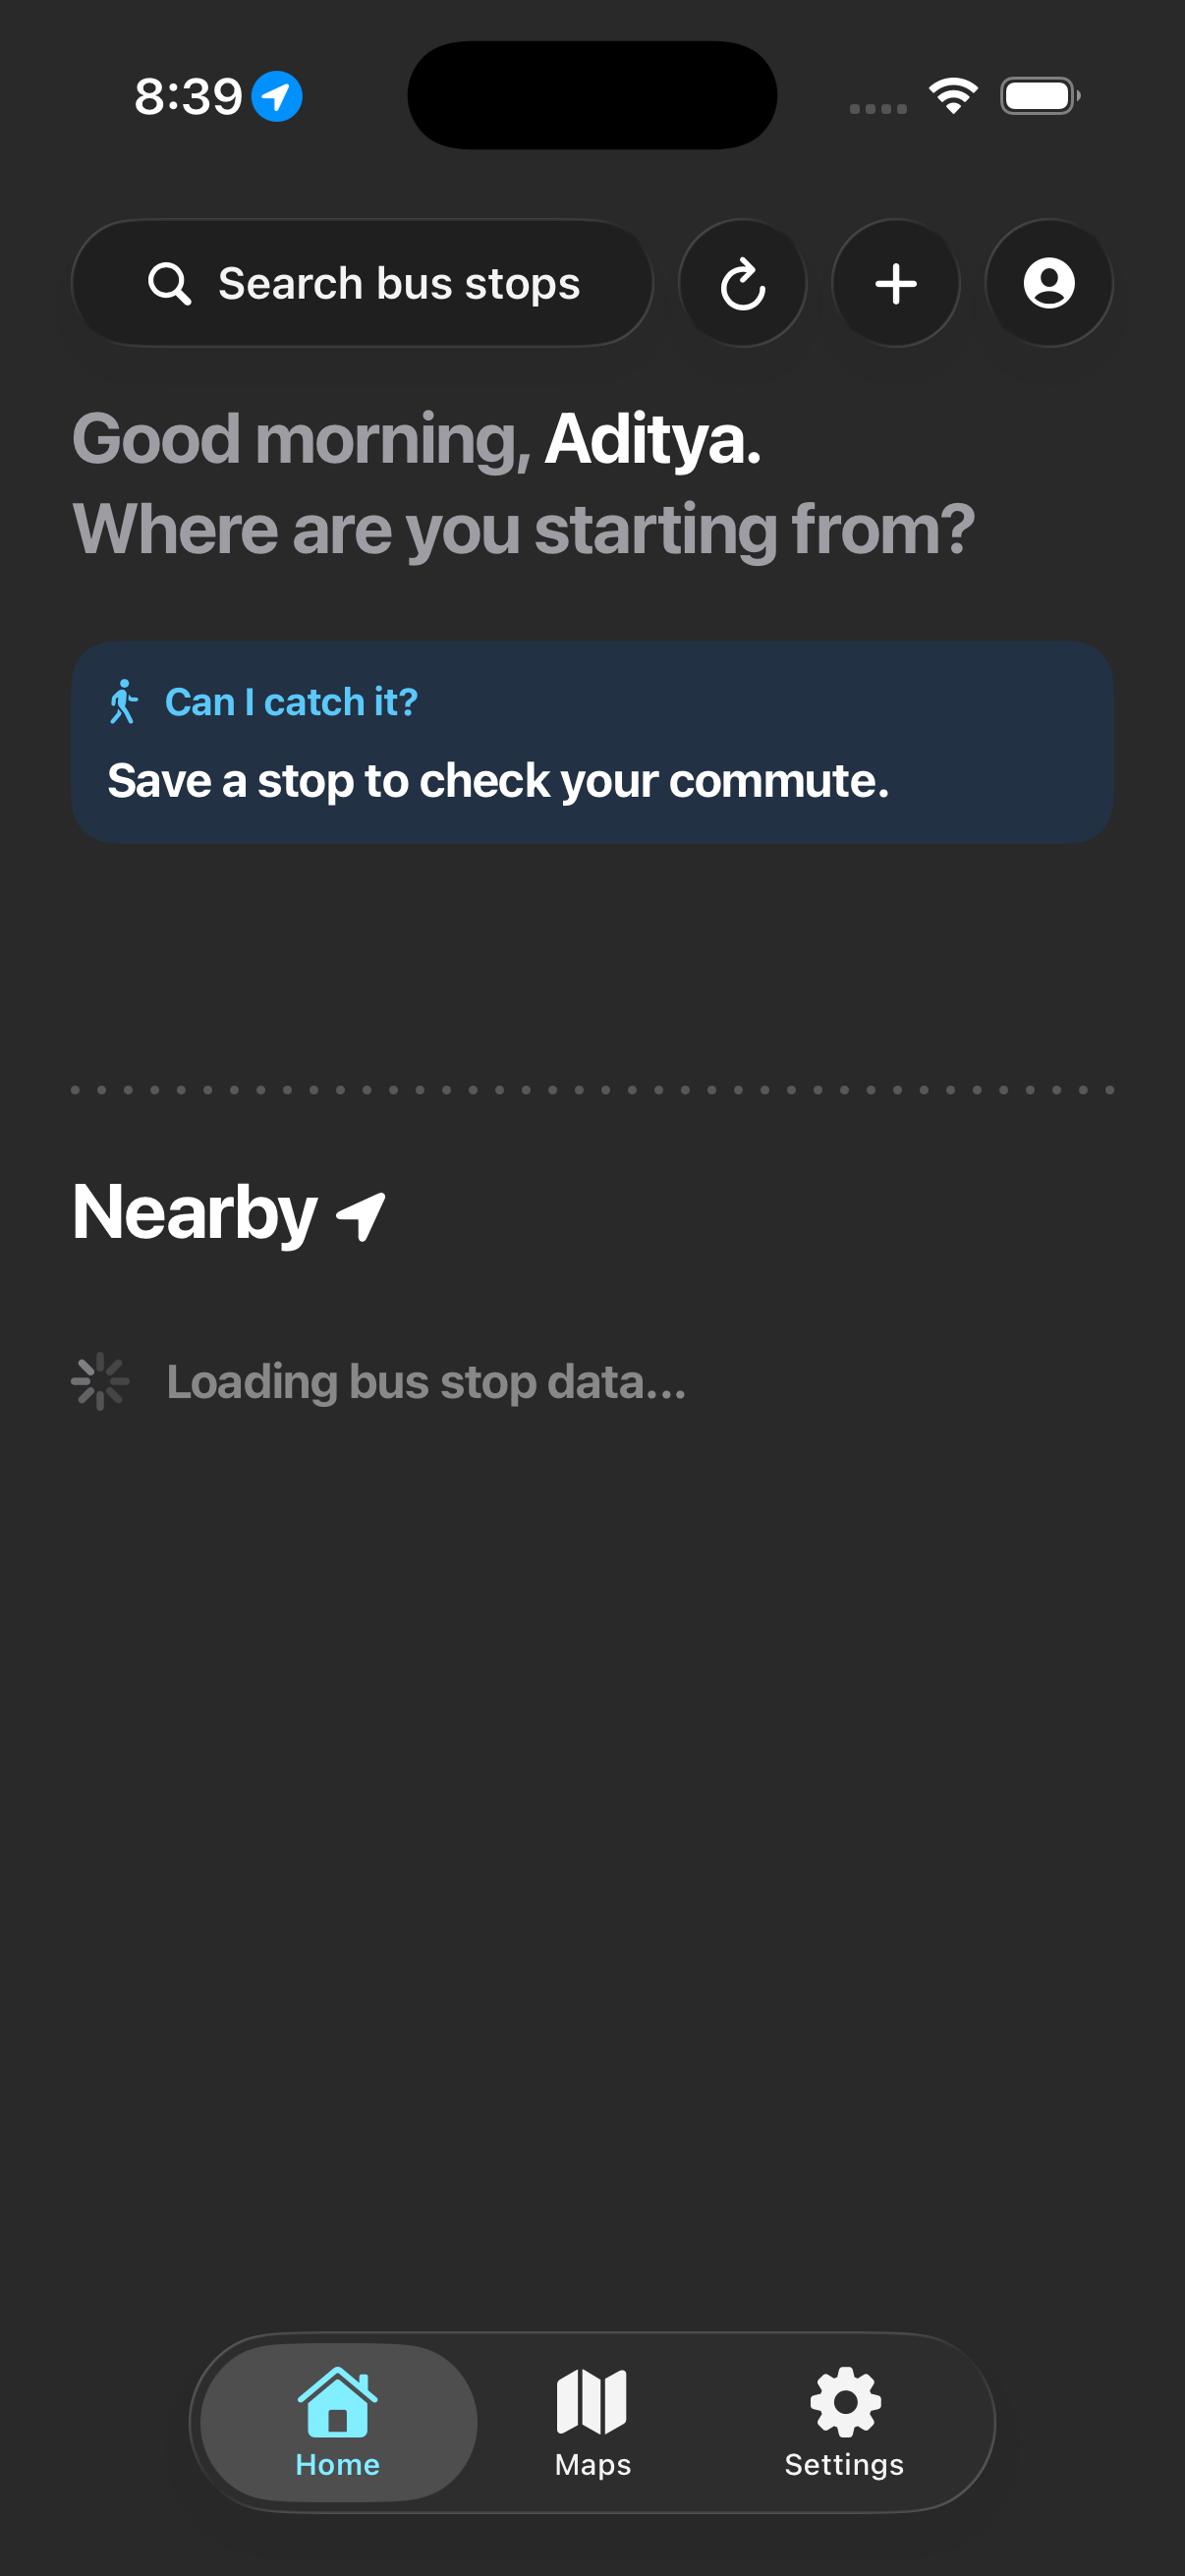 8:39
Search bus stops
Good morning, Aditya.
Where are you starting from?
Can I catch it?
Save a stop to check your commute.
Nearby
Loading bus stop data...
Home
Maps
Settings